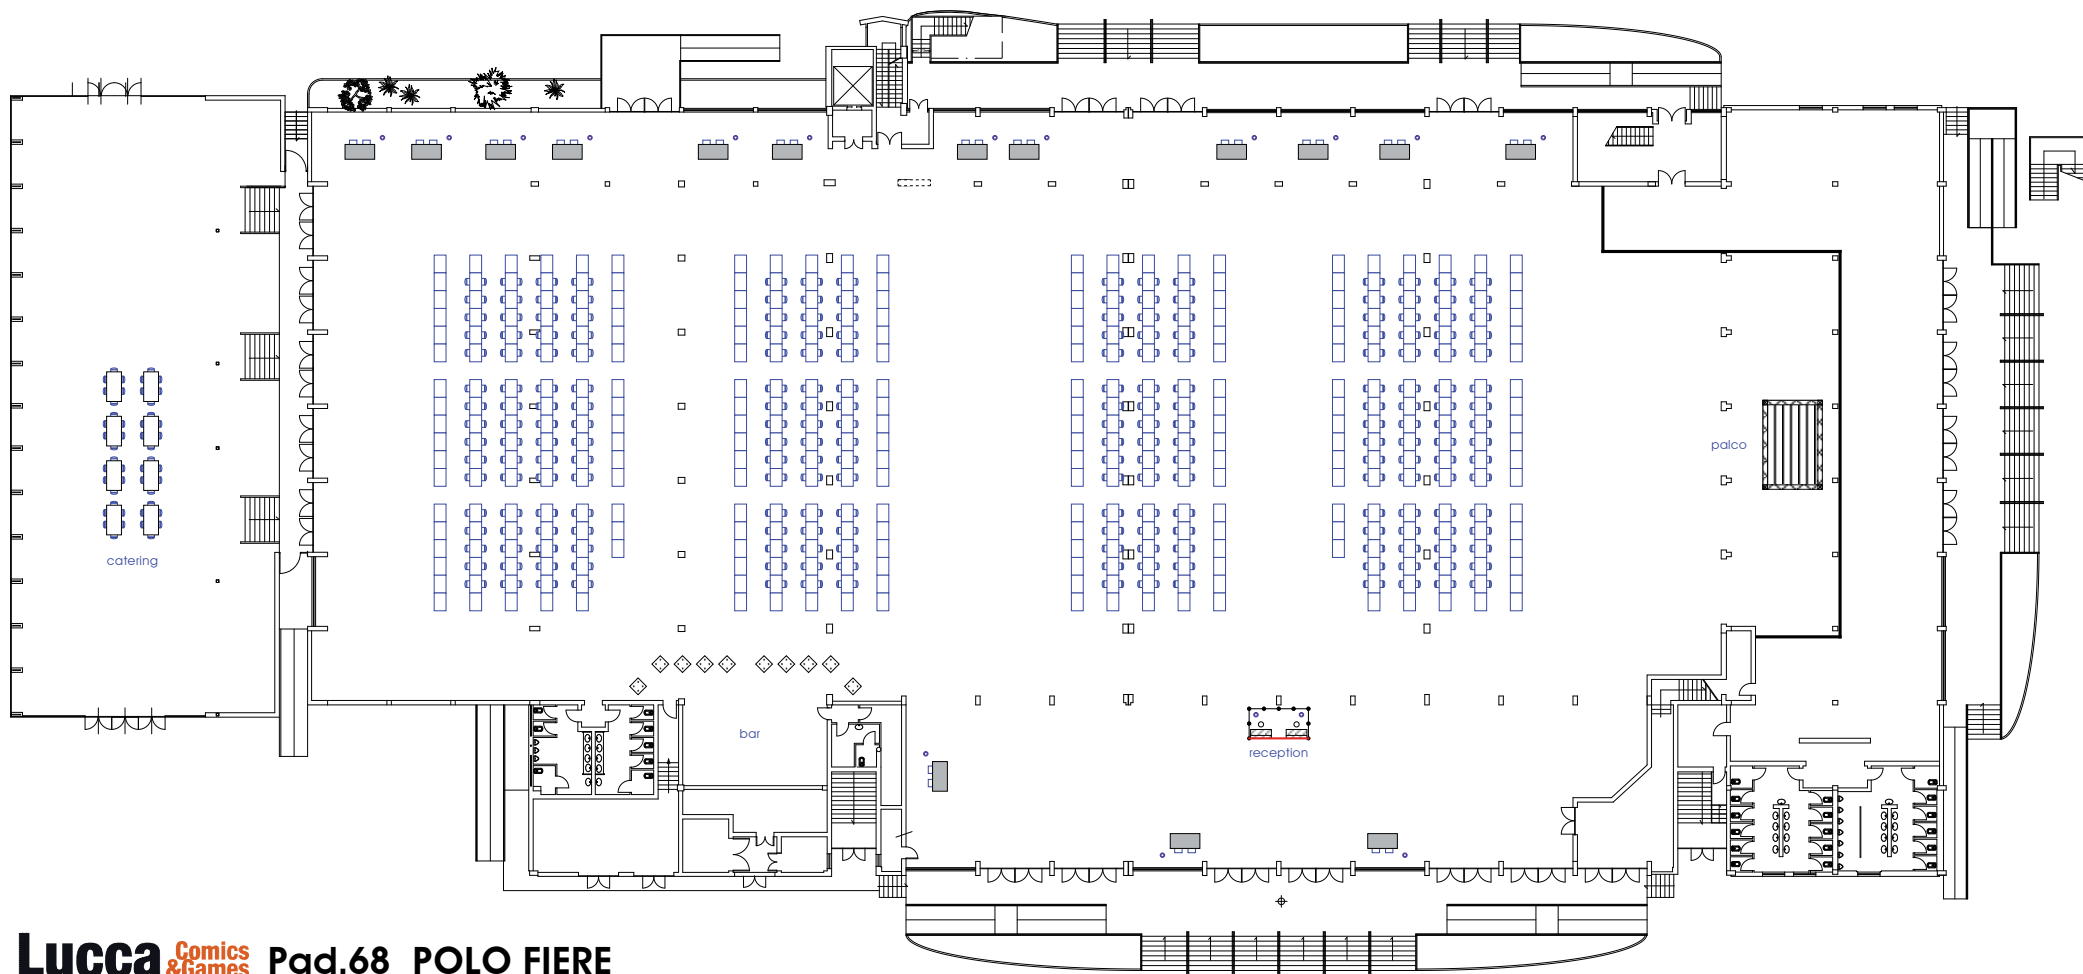 palco
catering
bar
reception
Lucca Comics
&Games
Pad.68 POLO FIERE